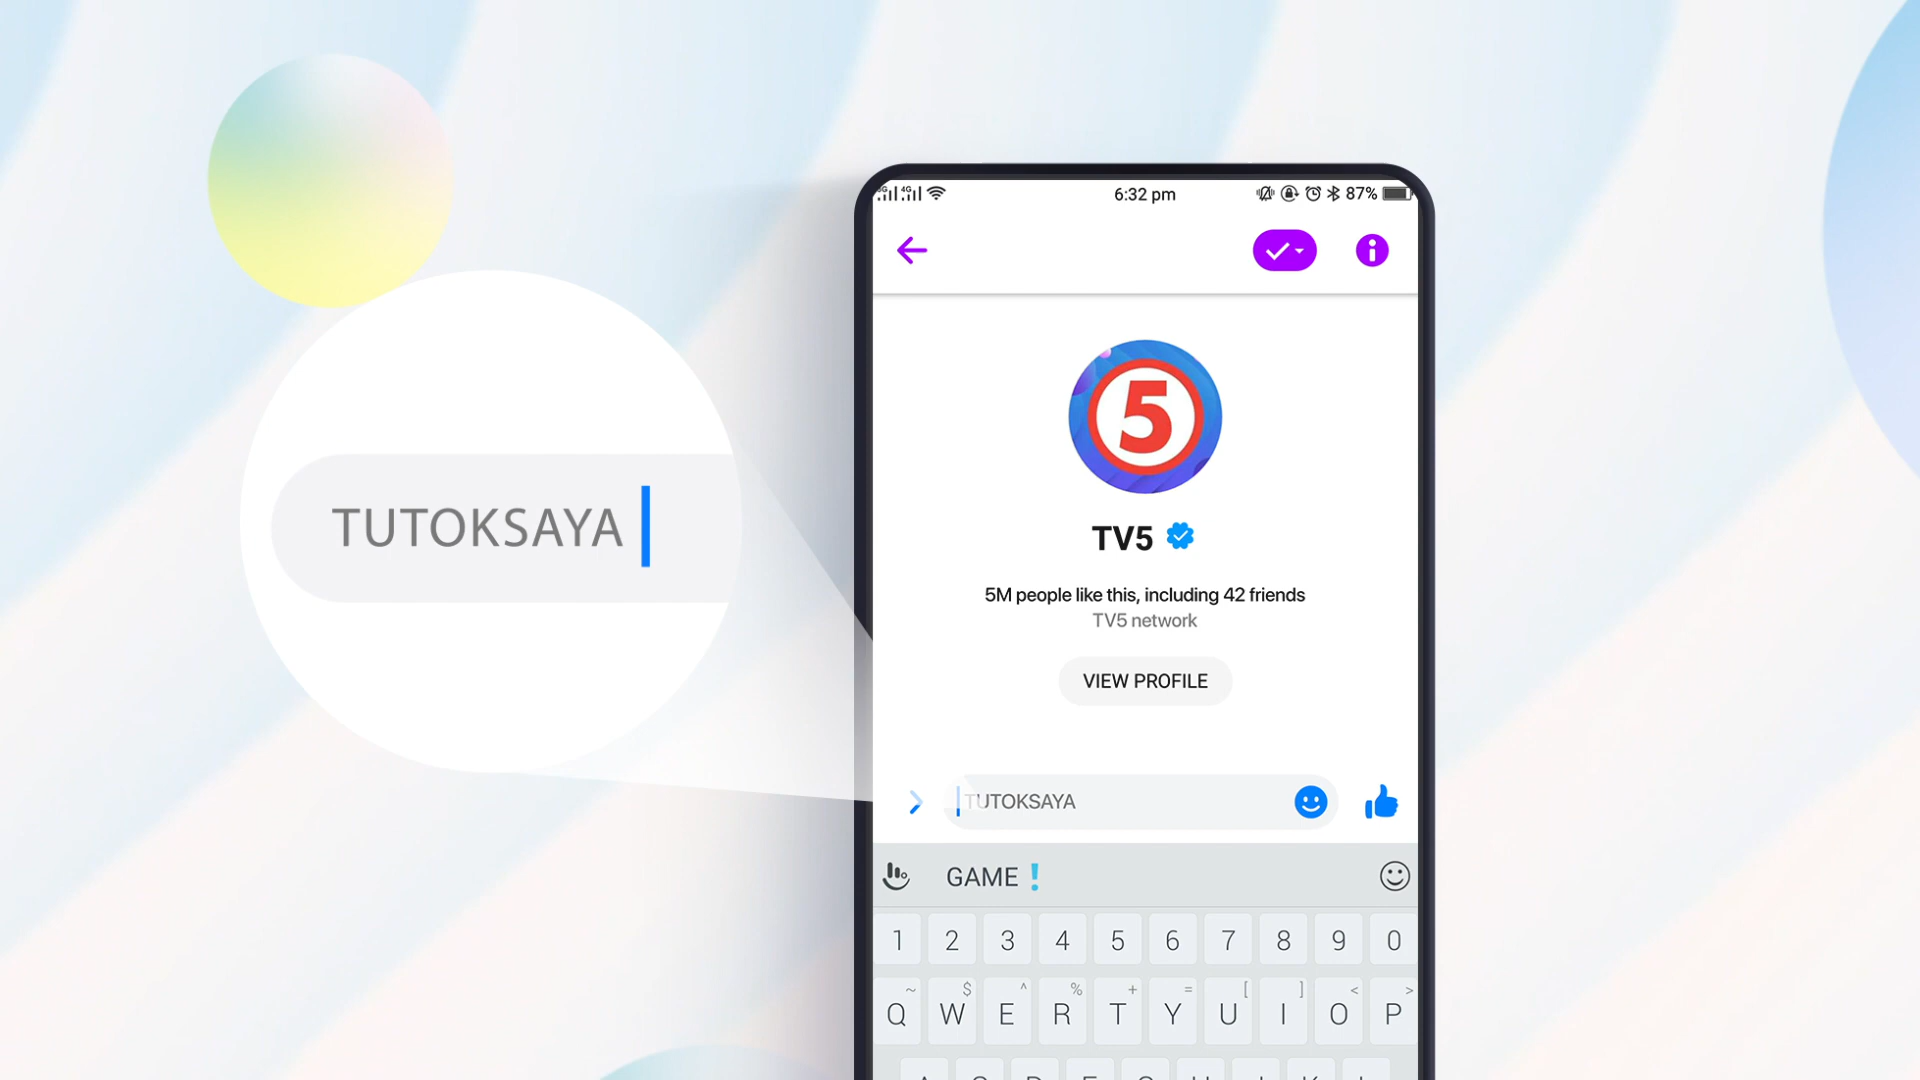 TUTOKSAYA
4G
6:32 pm
87%
5
TV5
5M people like this, including 42 friends
TV5 network
VIEW PROFILE
TUTOKSAYA
GAME !
1 2 3 4 5 6 7 8 9 0
~ $ ^ % + = [ ] < >
Q W E R T Y U I O P